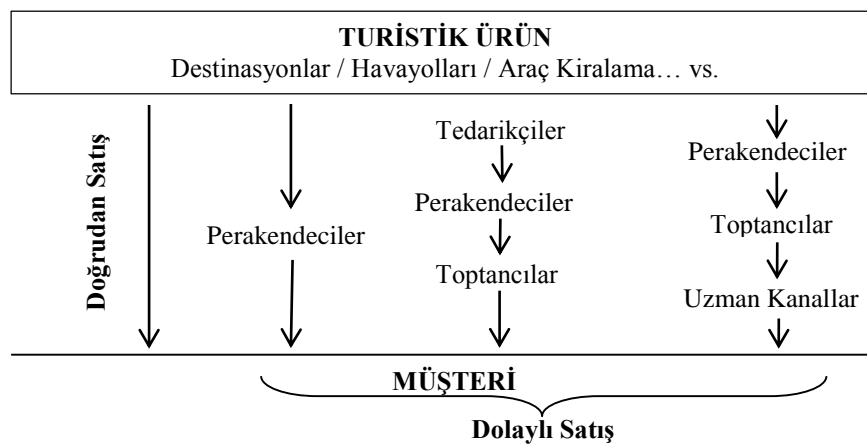 TURİSTİK ÜRÜN
Destinasyonlar / Havayolları / Araç Kiralama… vs.
Doğrudan Satış
Perakendeciler
Tedarikçiler
Perakendeciler
Toptancılar
Perakendeciler
Toptancılar
Uzman Kanallar
MÜŞTERİ
Dolaylı Satış